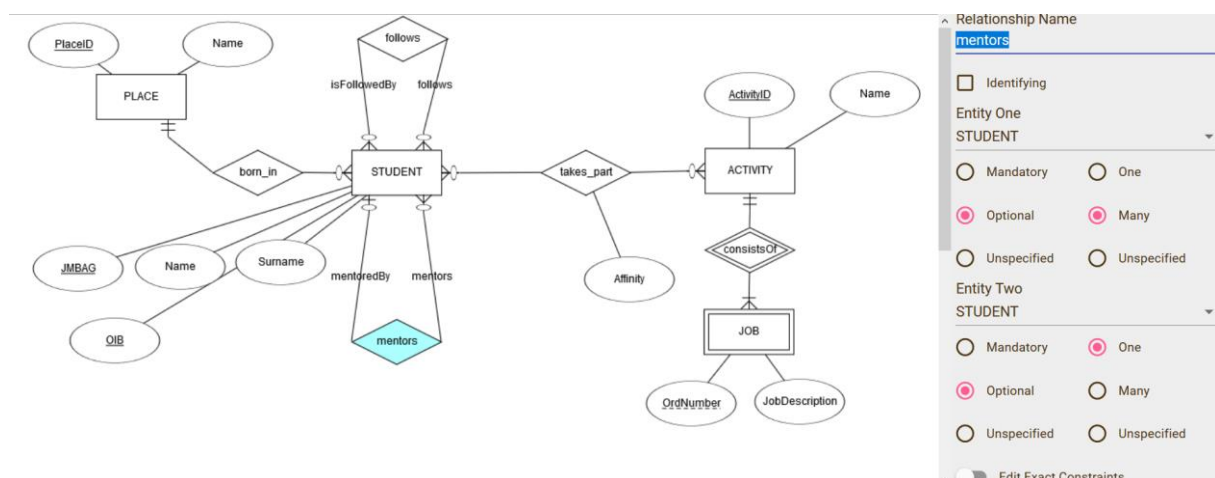 PlaceID
Name
PLACE
born_in
follows
isFollowedBy
follows
STUDENT
takes_part
Affinity
ActivityID
Name
ACTIVITY
consistsOf
JOB
OrdNumber
JobDescription
JMBAG
Name
Surname
OIB
mentoredBy
mentors
mentors
Relationship Name
mentors
Identifying
Entity One
STUDENT
Mandatory One
Optional Many
Unspecified Unspecified
Entity Two
STUDENT
Mandatory One
Optional Many
Unspecified Unspecified
Edit Exact Constraints